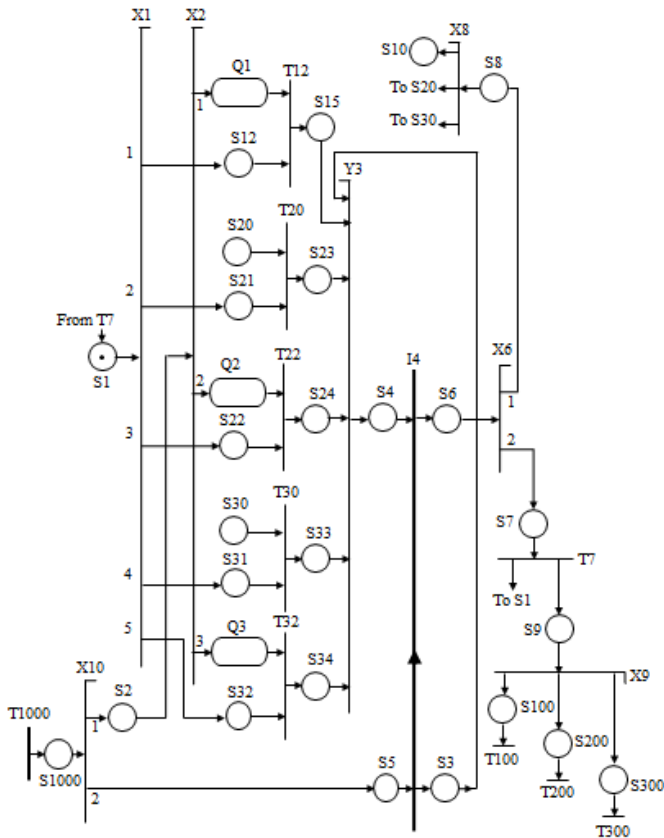 X1 X2 X8
S10 S8
Q1 T12
To S20
1 S15
S12 To S30
1
Y3
T20
S20 S23
2 S21
From T7
I4
T22 X6
S1 2 Q2
S24 S4 S6 1
3 S22 2
T30
S30 S33 S7
4 S31 T7
T32 To S1
5 Q3
3 S9
S34
X10
S2 S32 X9
T1000 S100
1
S200
S1000 T100
S5 S3
2 S300
T200
T300